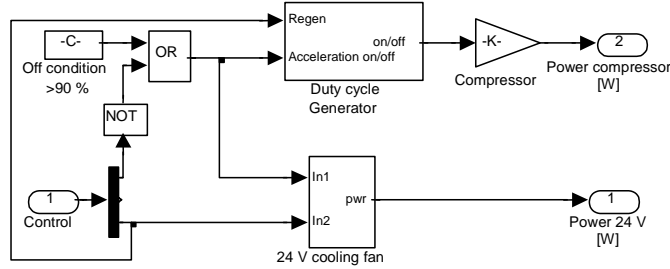 Regen
-C-
OR
on/off
-K-
2
Acceleration on/off
Off condition
>90 %
Duty cycle
Generator
Compressor
Power compressor
[W]
NOT
1
Control
In1
pwr
In2
24 V cooling fan
1
Power 24 V
[W]